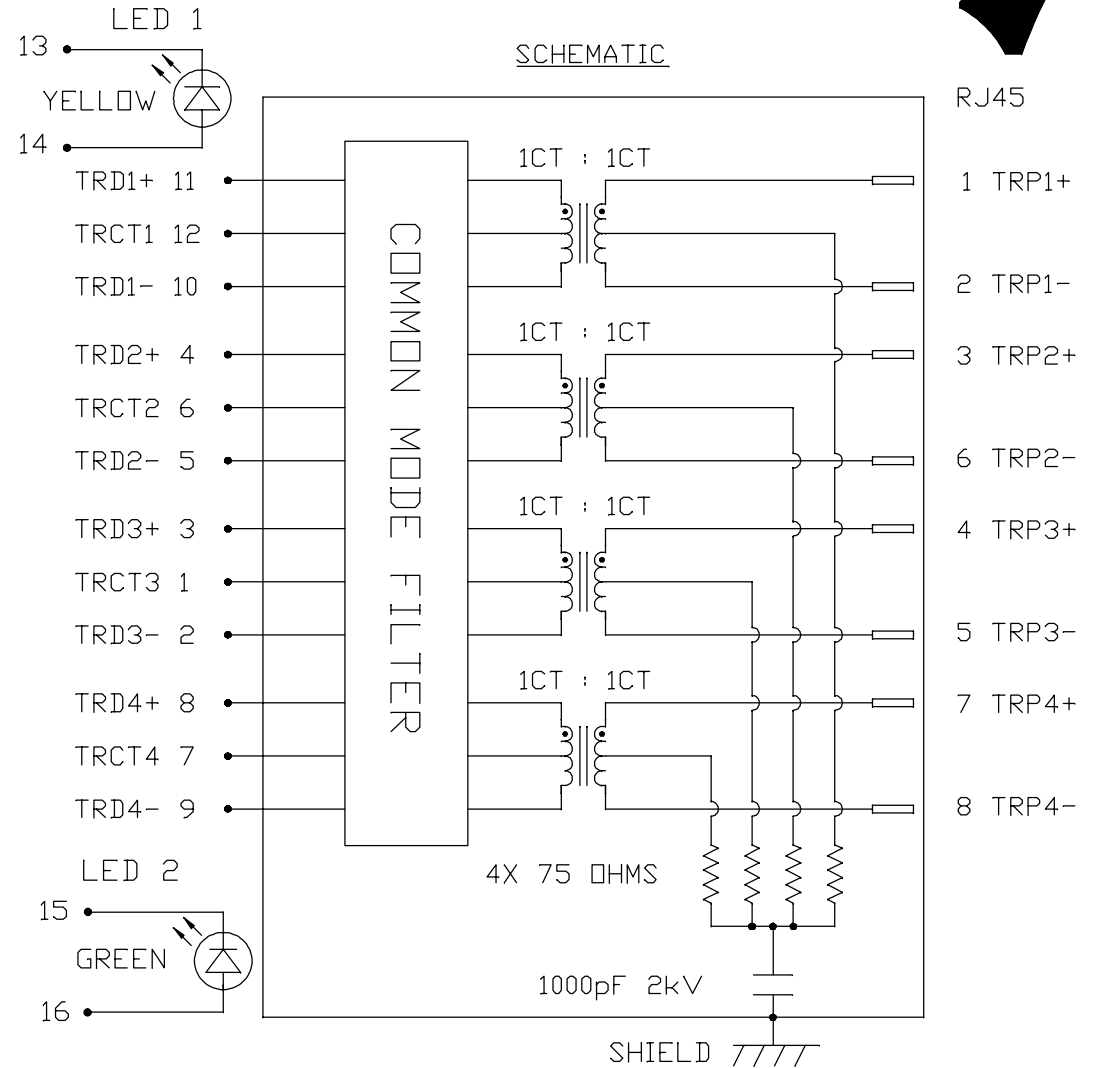 LED 1
13
SCHEMATIC
YELLOW
RJ45
14
1CT : 1CT
TRD1+ 11
1 TRP1+
TRCT1 12
TRD1- 10
2 TRP1-
1CT : 1CT
TRD2+ 4
3 TRP2+
TRCT2 6
TRD2- 5
6 TRP2-
1CT : 1CT
TRD3+ 3
4 TRP3+
TRCT3 1
TRD3- 2
5 TRP3-
1CT : 1CT
TRD4+ 8
7 TRP4+
TRCT4 7
TRD4- 9
8 TRP4-
COMMON MODE FILTER
LED 2
4X 75 OHMS
15
GREEN
1000pF 2kV
16
SHIELD